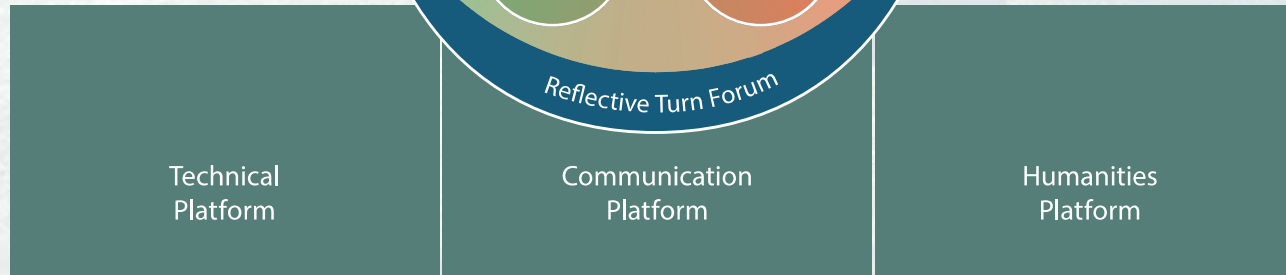 Reflective Turn Forum
Technical
Platform
Communication
Platform
Humanities
Platform